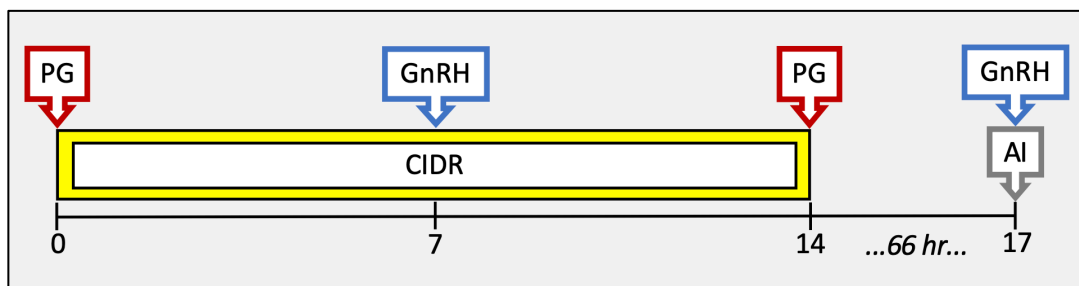 PG
GnRH
PG
GnRH
AI
CIDR
0
7
14
...66 hr...
17